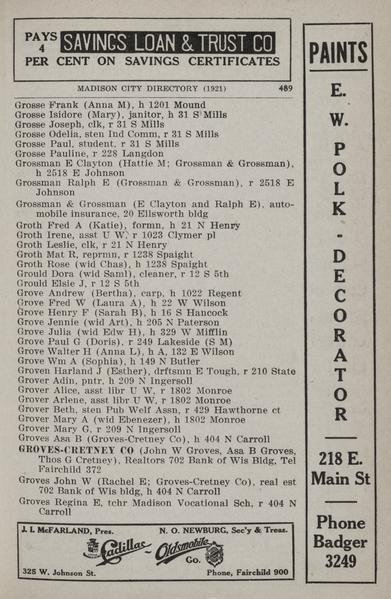 PAYS 4 SAVINGS LOAN & TRUST CO
PER CENT ON SAVINGS CERTIFICATES
MADISON CITY DIRECTORY (1921) 489
Grosse Frank (Anna M), h 1201 Mound
Grosse Isidore (Mary), janitor, h 31 S Mills
Grosse Joseph, clk, r 31 S Mills
Grosse Odelia, sten Ind Comm, r 31 S Mills
Grosse Paul, student, r 31 S Mills
Grosse Pauline, r 228 Langdon
Grossman E Clayton (Hattie M; Grossman & Grossman),
h 2518 E Johnson
Grossman Ralph E (Grossman & Grossman), r 2518 E
Johnson
Grossman & Grossman (E Clayton and Ralph E), auto-
mobile insurance, 20 Ellsworth bldg
Groth Fred A (Katie), formn, h 21 N Henry
Groth Irene, asst U W, r 1023 Clymer pl
Groth Leslie, clk, r 21 N Henry
Groth Mat R, reprmn, r 1238 Spaight
Groth Rose (wid Chas), h 1238 Spaight
Grould Dora (wid Saml), cleaner, r 12 S 5th
Grould Elsie J, r 12 S 5th
Grove Andrew (Bertha), carp, h 1022 Regent
Grove Fred W (Laura A), h 22 W Wilson
Grove Henry F (Sarah B), h 16 S Hancock
Grove Jennie (wid Art), h 205 N Paterson
Grove Julia (wid Edw H), h 329 W Mifflin
Grove Paul G (Doris), r 249 Lakeside (S M)
Grove Walter H (Anna L), h A, 132 E Wilson
Grove Wm A (Sophia), h 149 N Butler
Groven Harland J (Esther), drftsmn E Tough, r 210 State
Grover Adin, pntr, h 209 N Ingersoll
Grover Alice, asst libr U W, r 1802 Monroe
Grover Arlene, asst libr U W, r 1802 Monroe
Grover Beth, sten Pub Welf Assn, r 429 Hawthorne ct
Grover Mary A (wid Ebenezer), h 1802 Monroe
Grover Mary G, r 209 N Ingersoll
Groves Asa B (Groves-Cretney Co), h 404 N Carroll
GROVES-CRETNEY CO (John W Groves, Asa B Groves,
Thos G Cretney), Realtors 702 Bank of Wis Bldg, Tel
Fairchild 372
Groves John W (Rachel E; Groves-Cretney Co), real est
702 Bank of Wis bldg, h 404 N Carroll
Groves Regina E, tchr Madison Vocational Sch, r 404 N
Carroll
J. I. McFARLAND, Pres. N. O. NEWBURG, Sec'y & Treas.
Cadillac - Oldsmobile Co.
325 W. Johnson St. Phone, Fairchild 900
PAINTS
E. W. POLK - DECORATOR
218 E.
Main St
Phone
Badger
3249